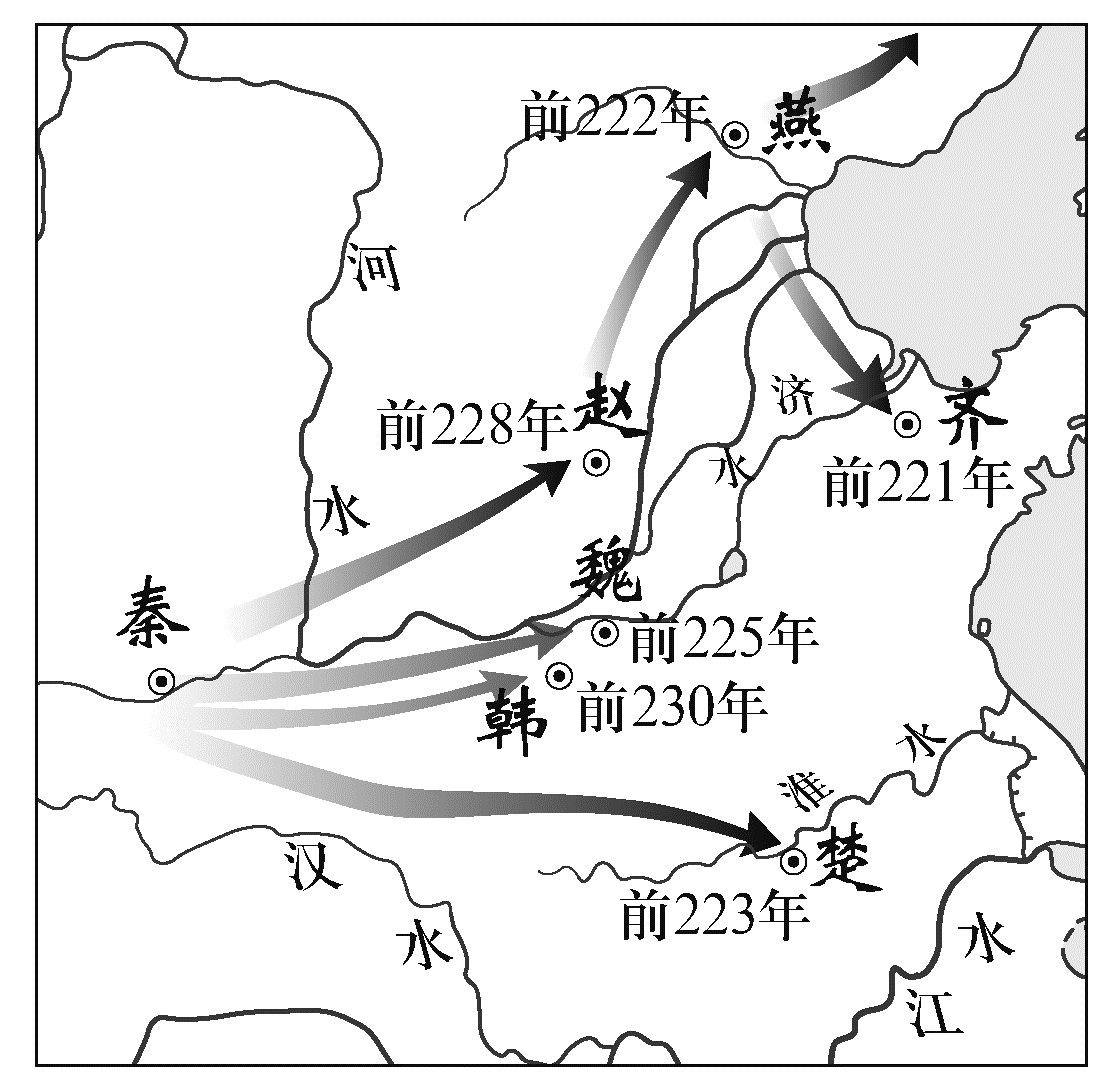 前222年
燕
河
赵
前228年
济
水
齐
前221年
水
秦
魏
前225年
韩
前230年
淮
水
楚
前223年
汉
水
江
水